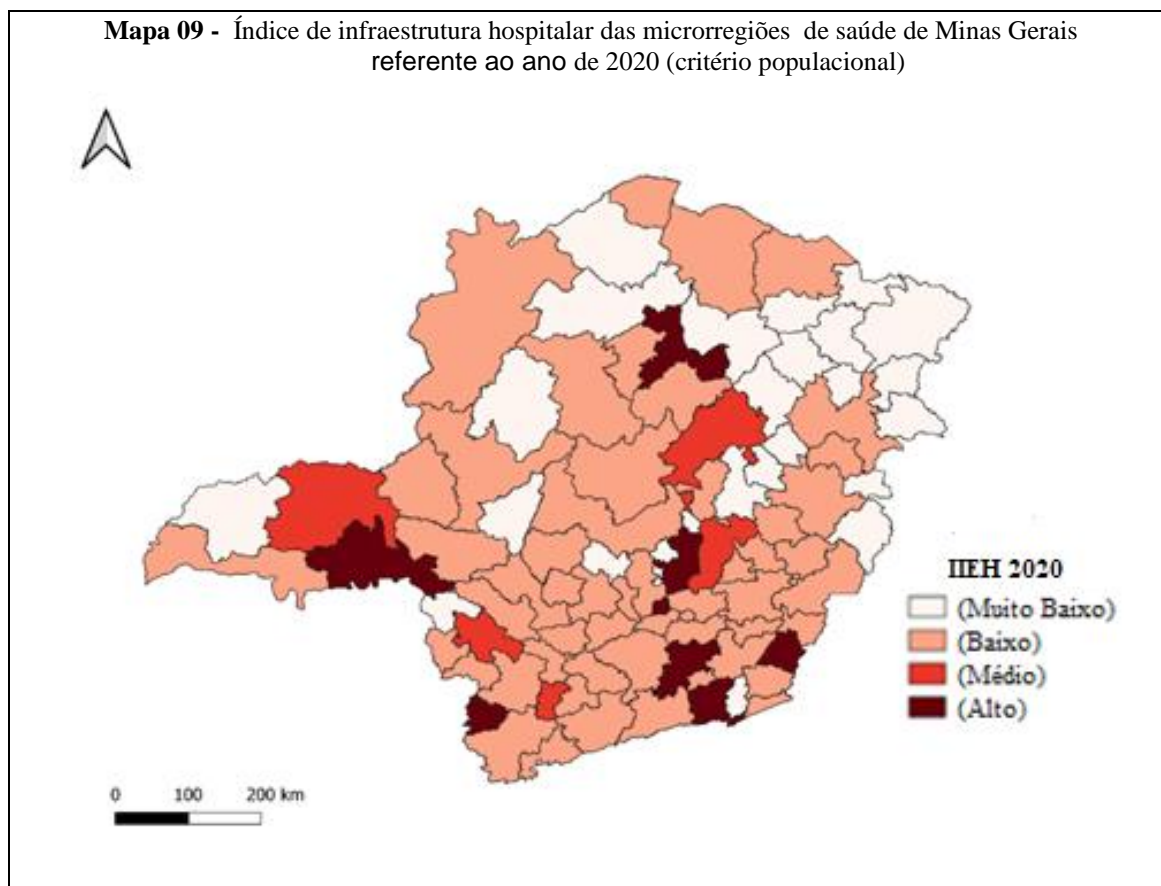 Mapa 09 - Índice de infraestrutura hospitalar das microrregiões de saúde de Minas Gerais
referente ao ano de 2020 (critério populacional)
IIEH 2020
(Muito Baixo)
(Baixo)
(Médio)
(Alto)
0 100 200 km